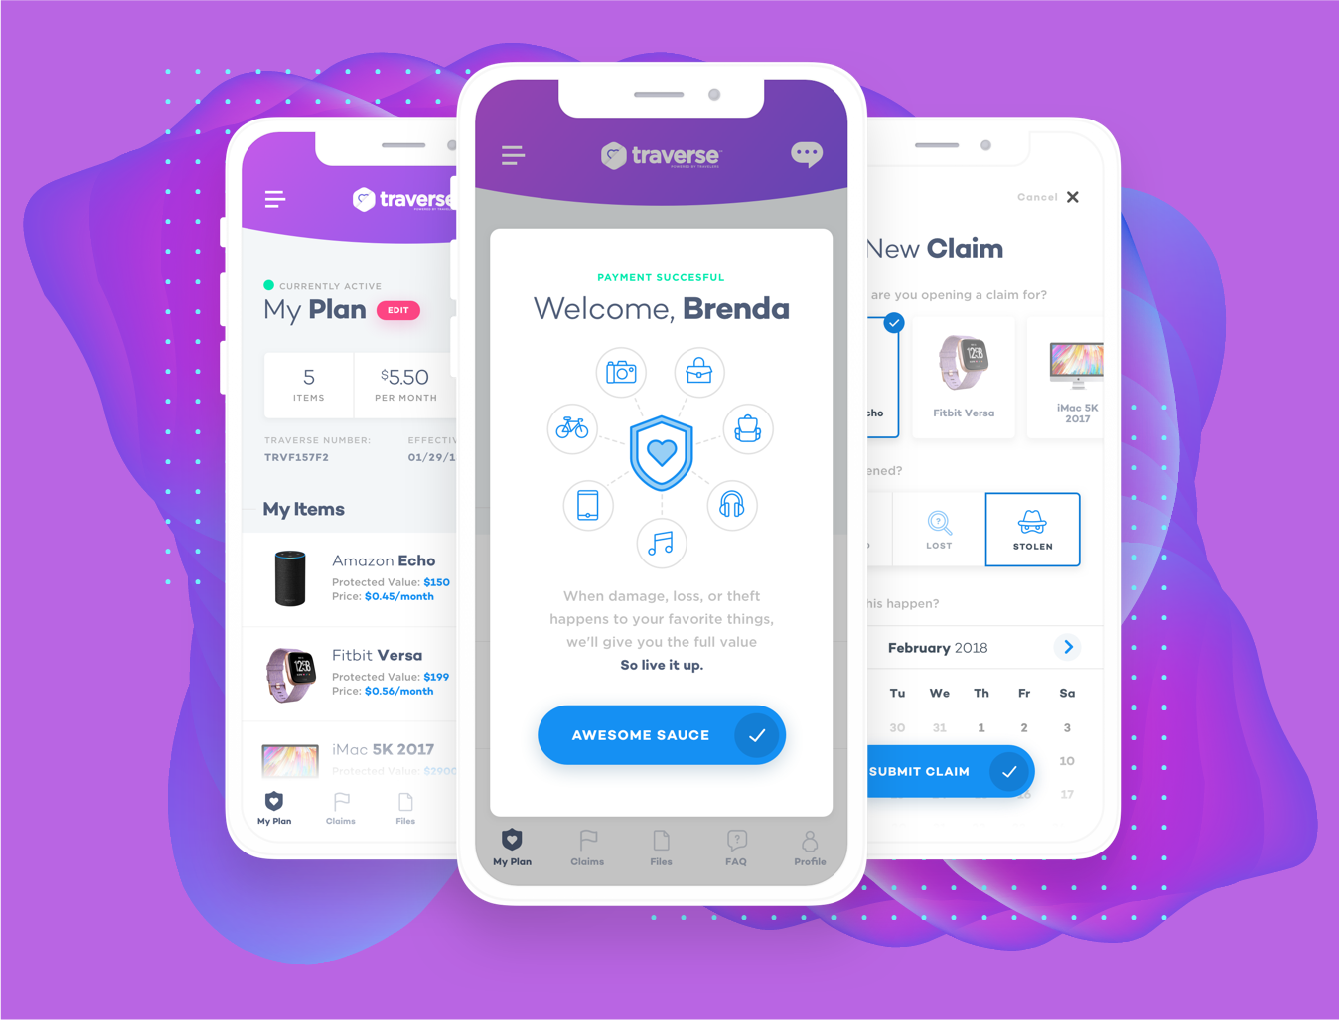 traverse
CURRENTLY ACTIVE
My Plan
EDIT
5
ITEMS
$5.50
PER MONTH
TRAVERSE NUMBER:
TRVF157F2
EFFECTIV
01/29/1
My Items
Amazon Echo
Protected Value: $150
Price: $0.45/month
Fitbit Versa
Protected Value: $199
Price: $0.56/month
iMac 5K 2017
Protected Value: $2900
My Plan
Claims
Files
traverse
POWERED BY TRAVELERS
PAYMENT SUCCESFUL
Welcome, Brenda
When damage, loss, or theft
happens to your favorite things,
we'll give you the full value
So live it up.
AWESOME SAUCE
My Plan
Claims
Files
FAQ
Profile
Cancel
New Claim
are you opening a claim for?
cho
Fitbit Versa
iMac 5K
2017
ened?
LOST
STOLEN
his happen?
February 2018
Tu We Th Fr Sa
30 31 1 2 3
10
SUBMIT CLAIM
16 17